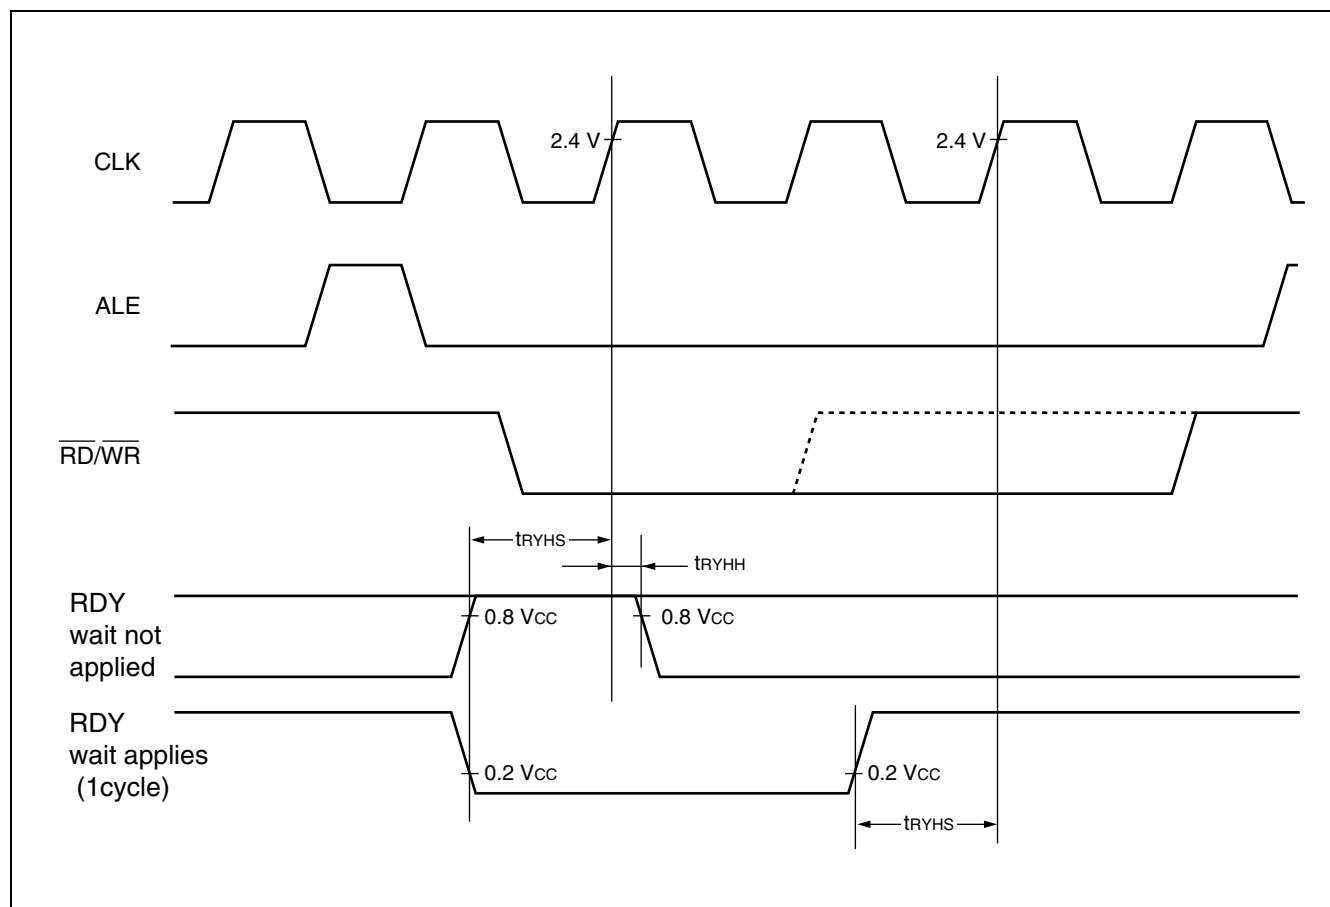 2.4 V
2.4 V
CLK
ALE
RD/WR
tRYHS
tRYHH
RDY
wait not
applied
0.8 VCC
0.8 VCC
RDY
wait applies
(1cycle)
0.2 VCC
0.2 VCC
tRYHS